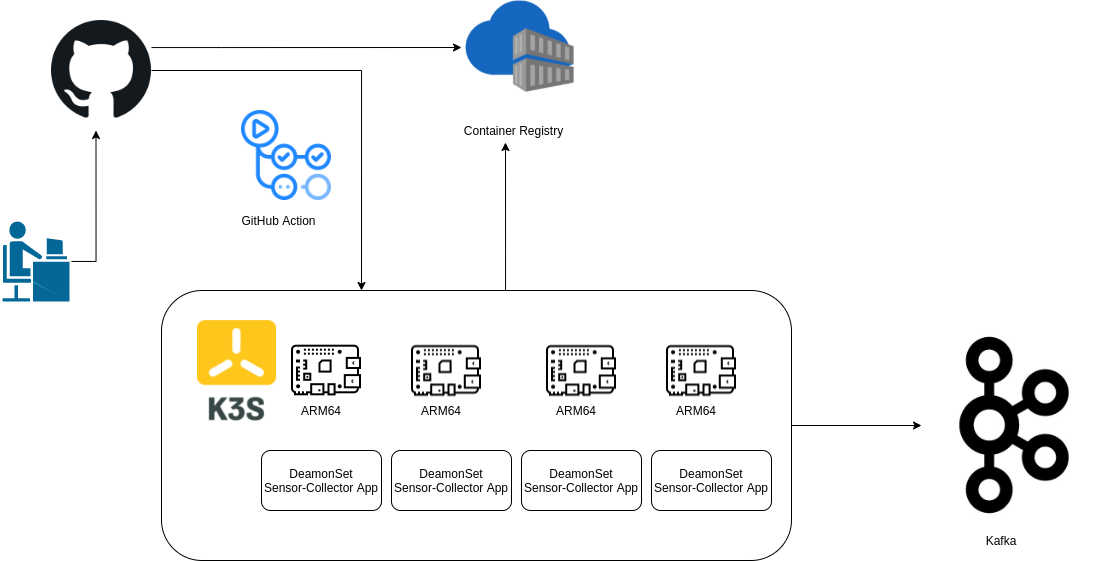 Container Registry
GitHub Action
K3S
ARM64
ARM64
ARM64
ARM64
DeamonSet
Sensor-Collector App
DeamonSet
Sensor-Collector App
DeamonSet
Sensor-Collector App
DeamonSet
Sensor-Collector App
Kafka